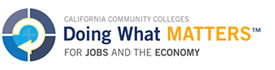 CALIFORNIA COMMUNITY COLLEGES
Doing What MATTERS™
FOR JOBS AND THE ECONOMY